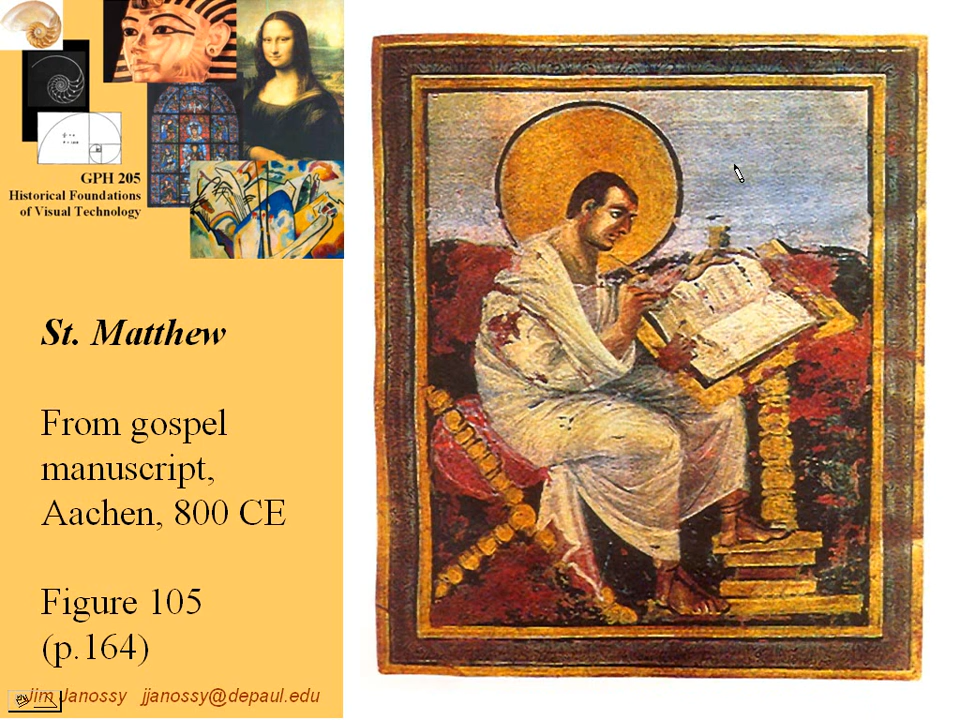 GPH 205
Historical Foundations
of Visual Technology
St. Matthew
From gospel
manuscript,
Aachen, 800 CE
Figure 105
(p.164)
Jim Janossy jjanossy@depaul.edu